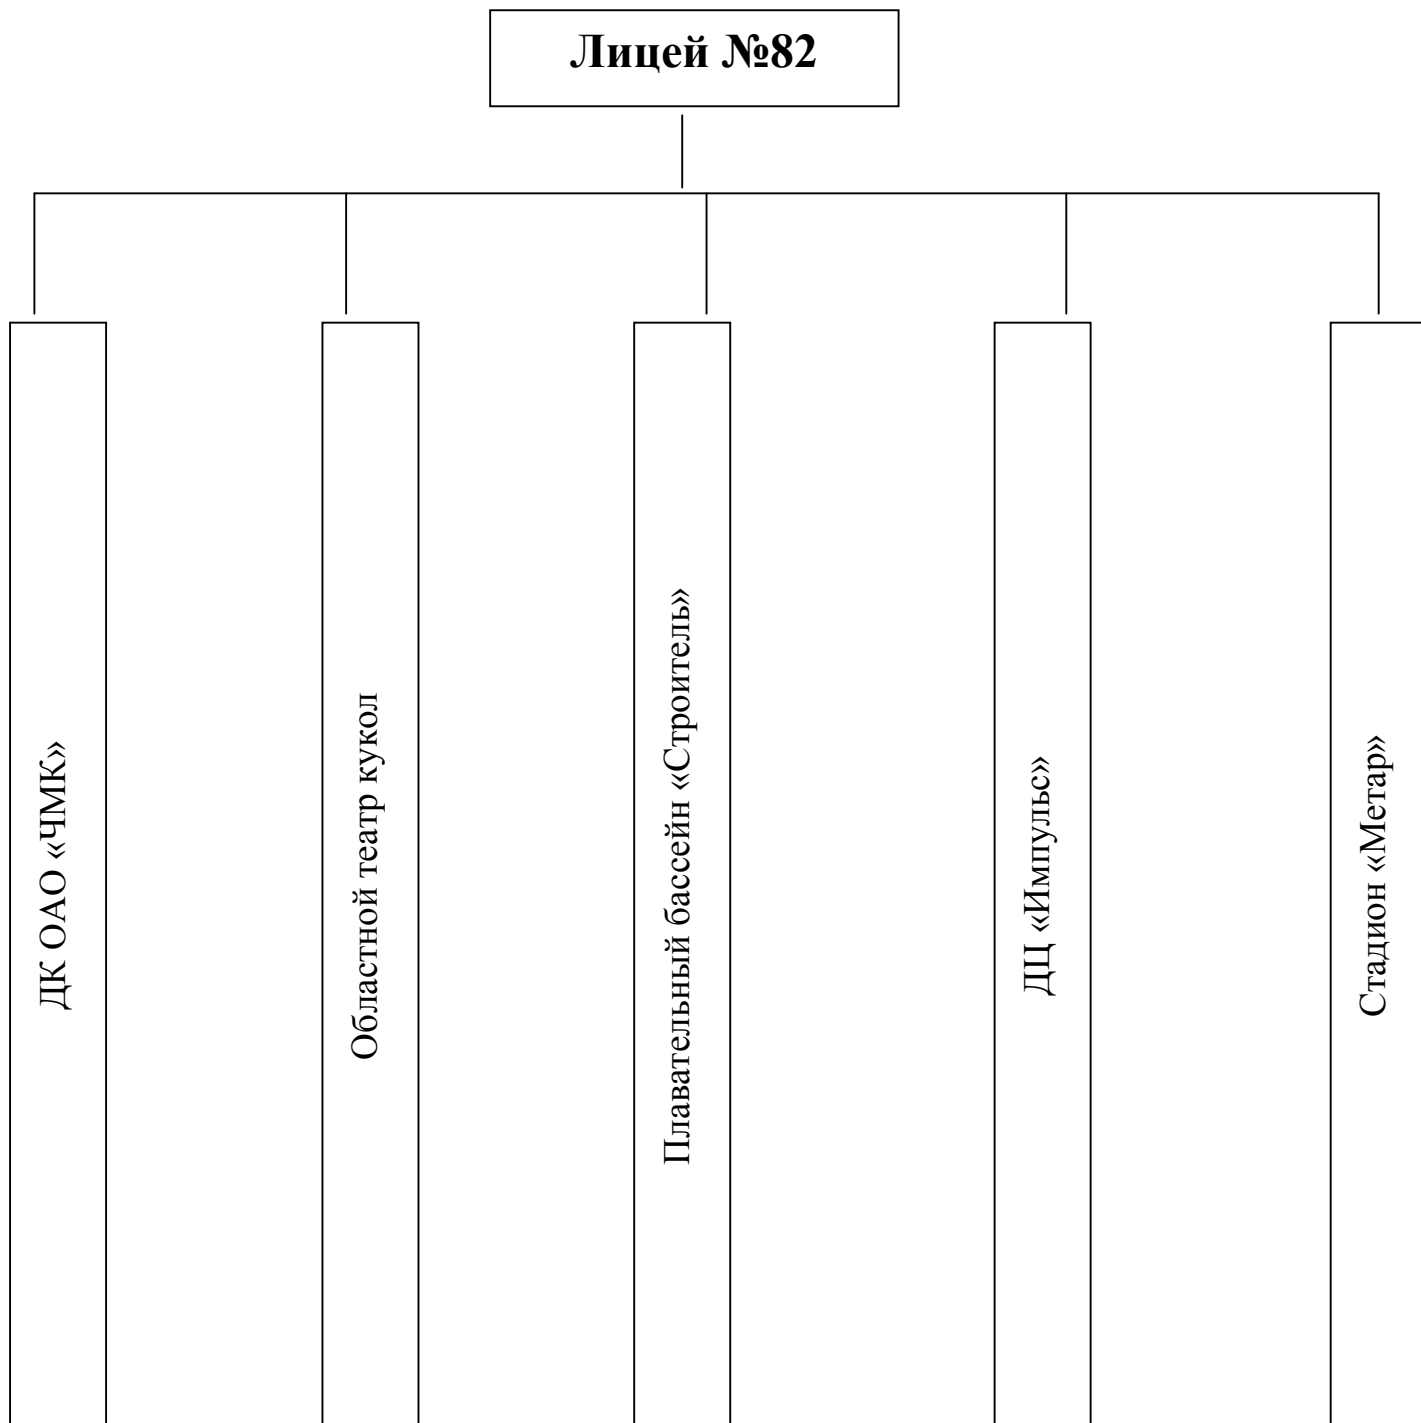 Лицей №82
ДК ОАО «ЧМК»
Областной театр кукол
Плавательный бассейн «Строитель»
ДЦ «Импульс»
Стадион «Метар»